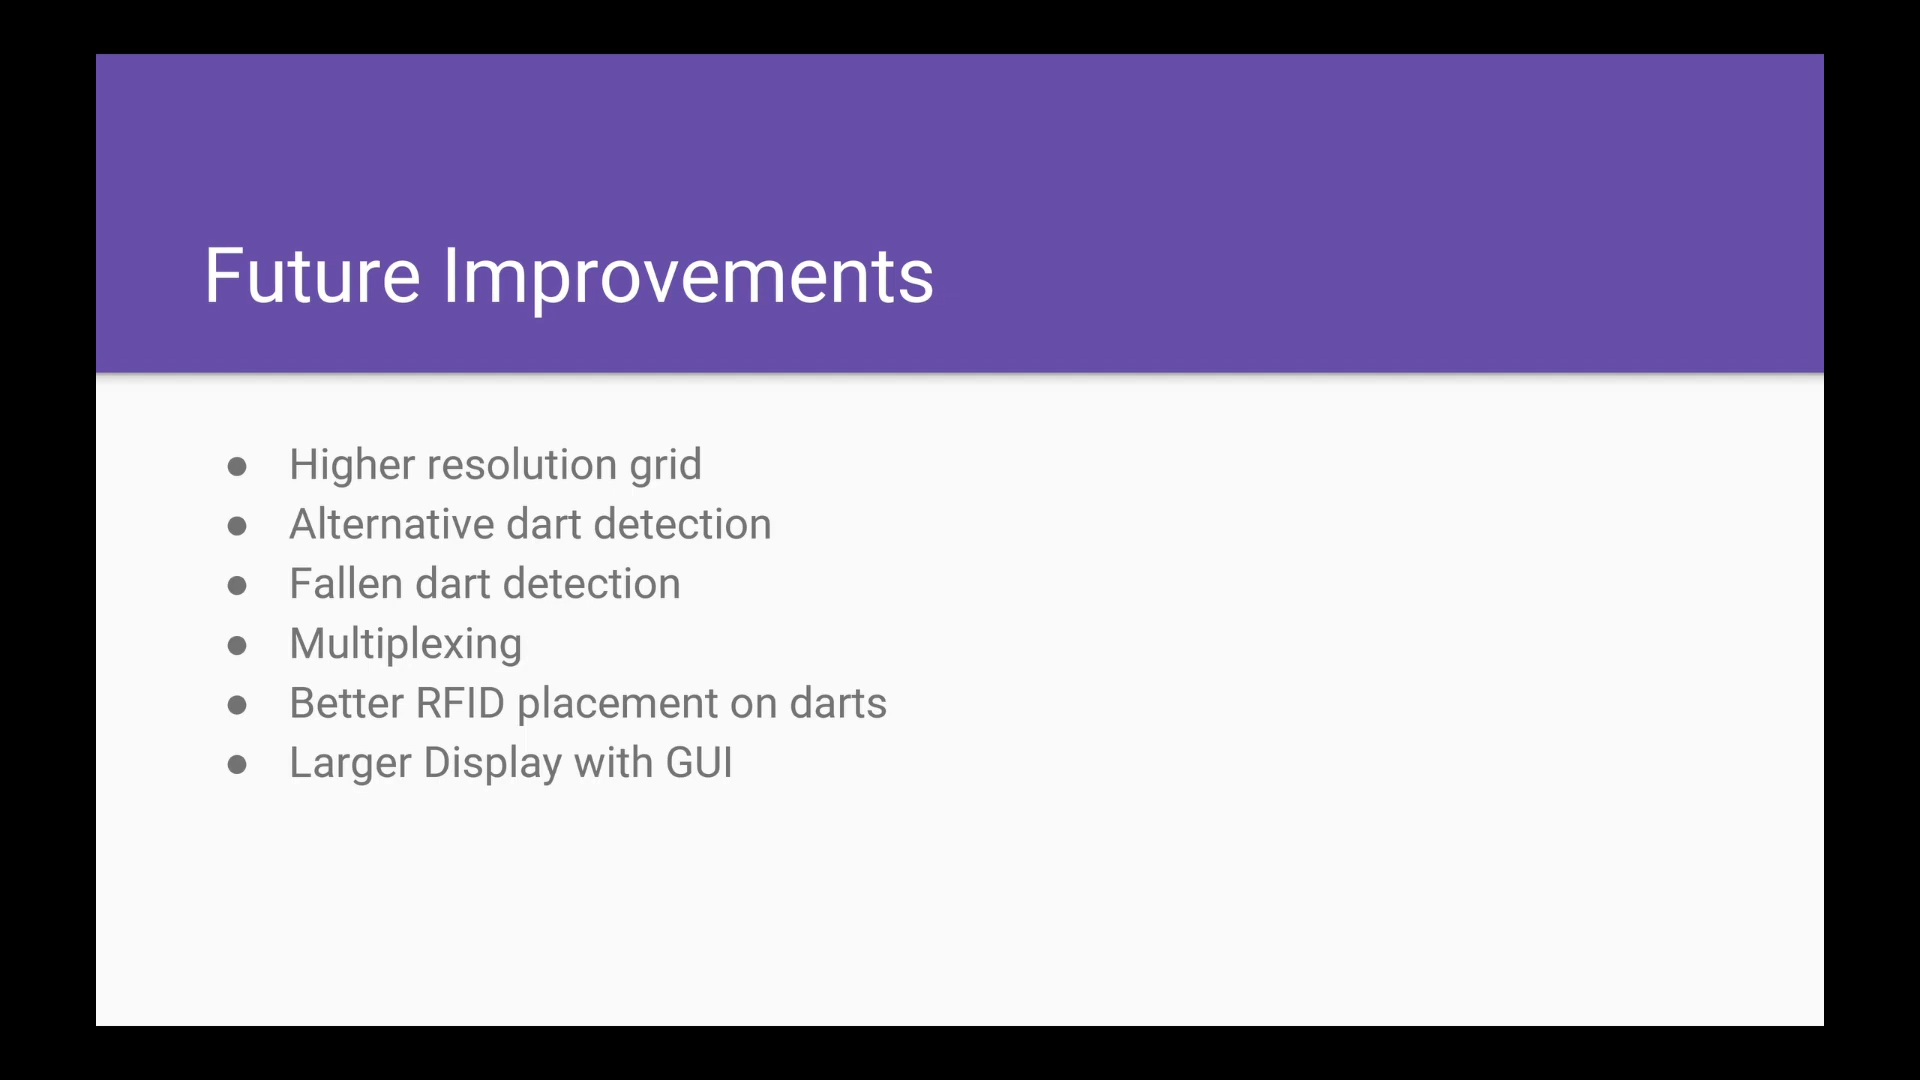 Future Improvements
● Higher resolution grid
● Alternative dart detection
● Fallen dart detection
● Multiplexing
● Better RFID placement on darts
● Larger Display with GUI